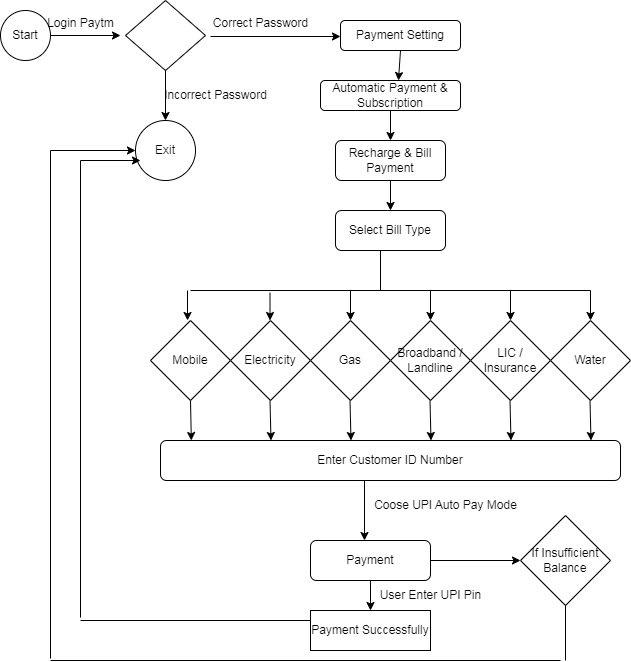 Start
Login Paytm
Correct Password
Payment Setting
Incorrect Password
Automatic Payment &
Subscription
Exit
Recharge & Bill
Payment
Select Bill Type
Mobile
Electricity
Gas
Broadband /
Landline
LIC /
Insurance
Water
Enter Customer ID Number
Coose UPI Auto Pay Mode
Payment
If Insufficient
Balance
User Enter UPI Pin
Payment Successfully